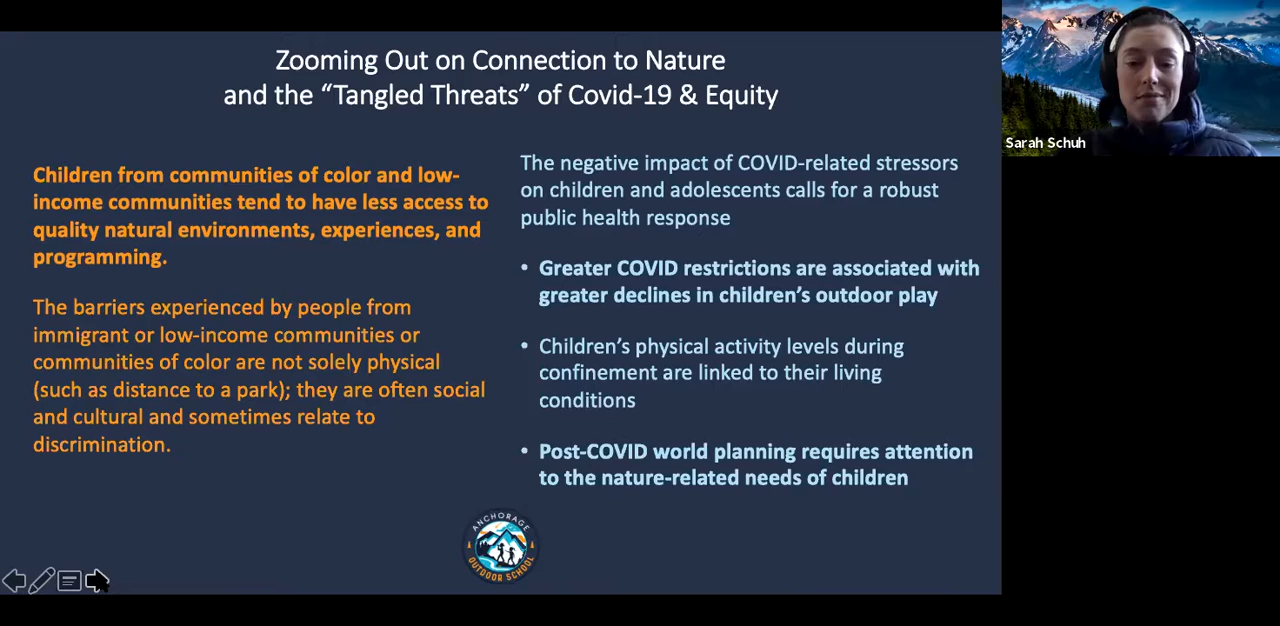 Zooming Out on Connection to Nature
and the “Tangled Threats” of Covid-19 & Equity
Children from communities of color and low-
income communities tend to have less access to
quality natural environments, experiences, and
programming.
The barriers experienced by people from
immigrant or low-income communities or
communities of color are not solely physical
(such as distance to a park); they are often social
and cultural and sometimes relate to
discrimination.
The negative impact of COVID-related stressors
on children and adolescents calls for a robust
public health response
• Greater COVID restrictions are associated with
greater declines in children’s outdoor play
• Children’s physical activity levels during
confinement are linked to their living
conditions
• Post-COVID world planning requires attention
to the nature-related needs of children
ANCHORAGE
OUTDOOR SCHOOL
Sarah Schuh